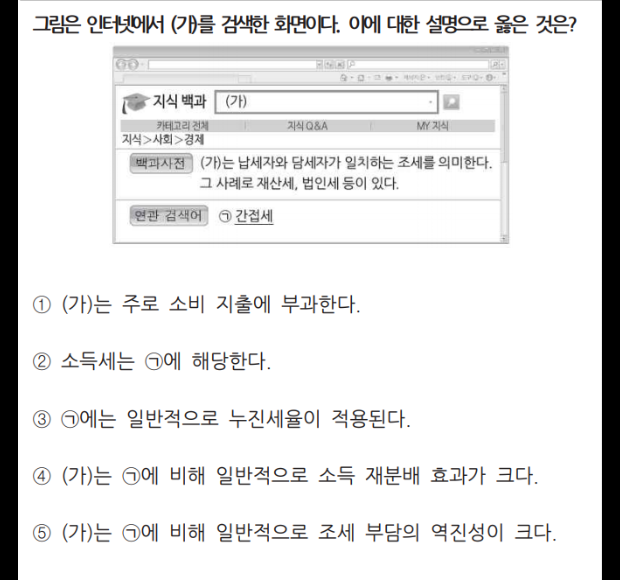 그림은 인터넷에서 (가)를 검색한 화면이다. 이에 대한 설명으로 옳은 것은?
지식 백과 (가)
카테고리 전체 지식 Q&A MY 지식
지식>사회>경제
백과사전 (가)는 납세자와 담세자가 일치하는 조세를 의미한다.
그 사례로 재산세, 법인세 등이 있다.
연관 검색어 ㉠ 간접세
① (가)는 주로 소비 지출에 부과한다.
② 소득세는 ㉠에 해당한다.
③ ㉠에는 일반적으로 누진세율이 적용된다.
④ (가)는 ㉠에 비해 일반적으로 소득 재분배 효과가 크다.
⑤ (가)는 ㉠에 비해 일반적으로 조세 부담의 역진성이 크다.